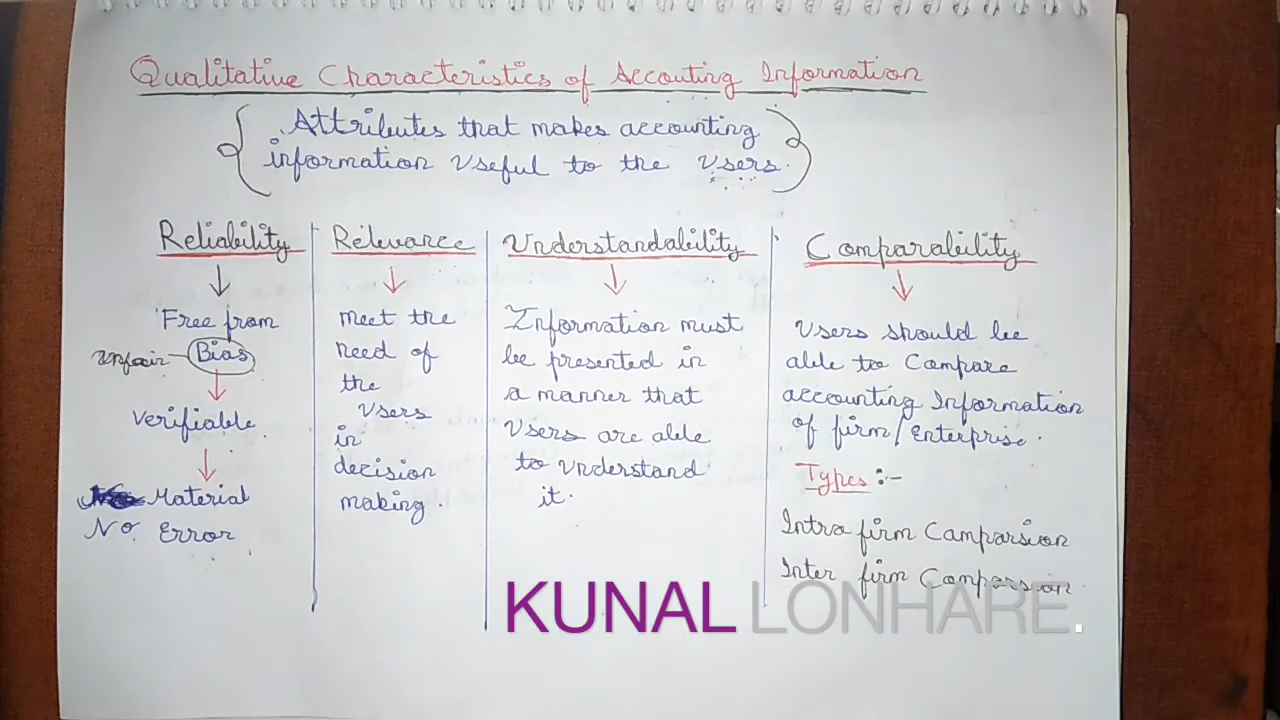 Qualitative Characteristics of Accouting Information
Attributes that makes accounting
information Useful to the Users.
Reliability
Free from
Unfair - Bias
Verifiable
Material
No Error
Relevance
Meet the
need of
the
Users
in
decision
making.
Understandability
Information must
be presented in
a manner that
Users are able
to understand
it.
Comparability
Users should be
able to Compare
accounting Information
of firm/Enterprise.
Types :-
Intra firm Camparsion
Inter firm Comparsion
KUNAL LONHARE.